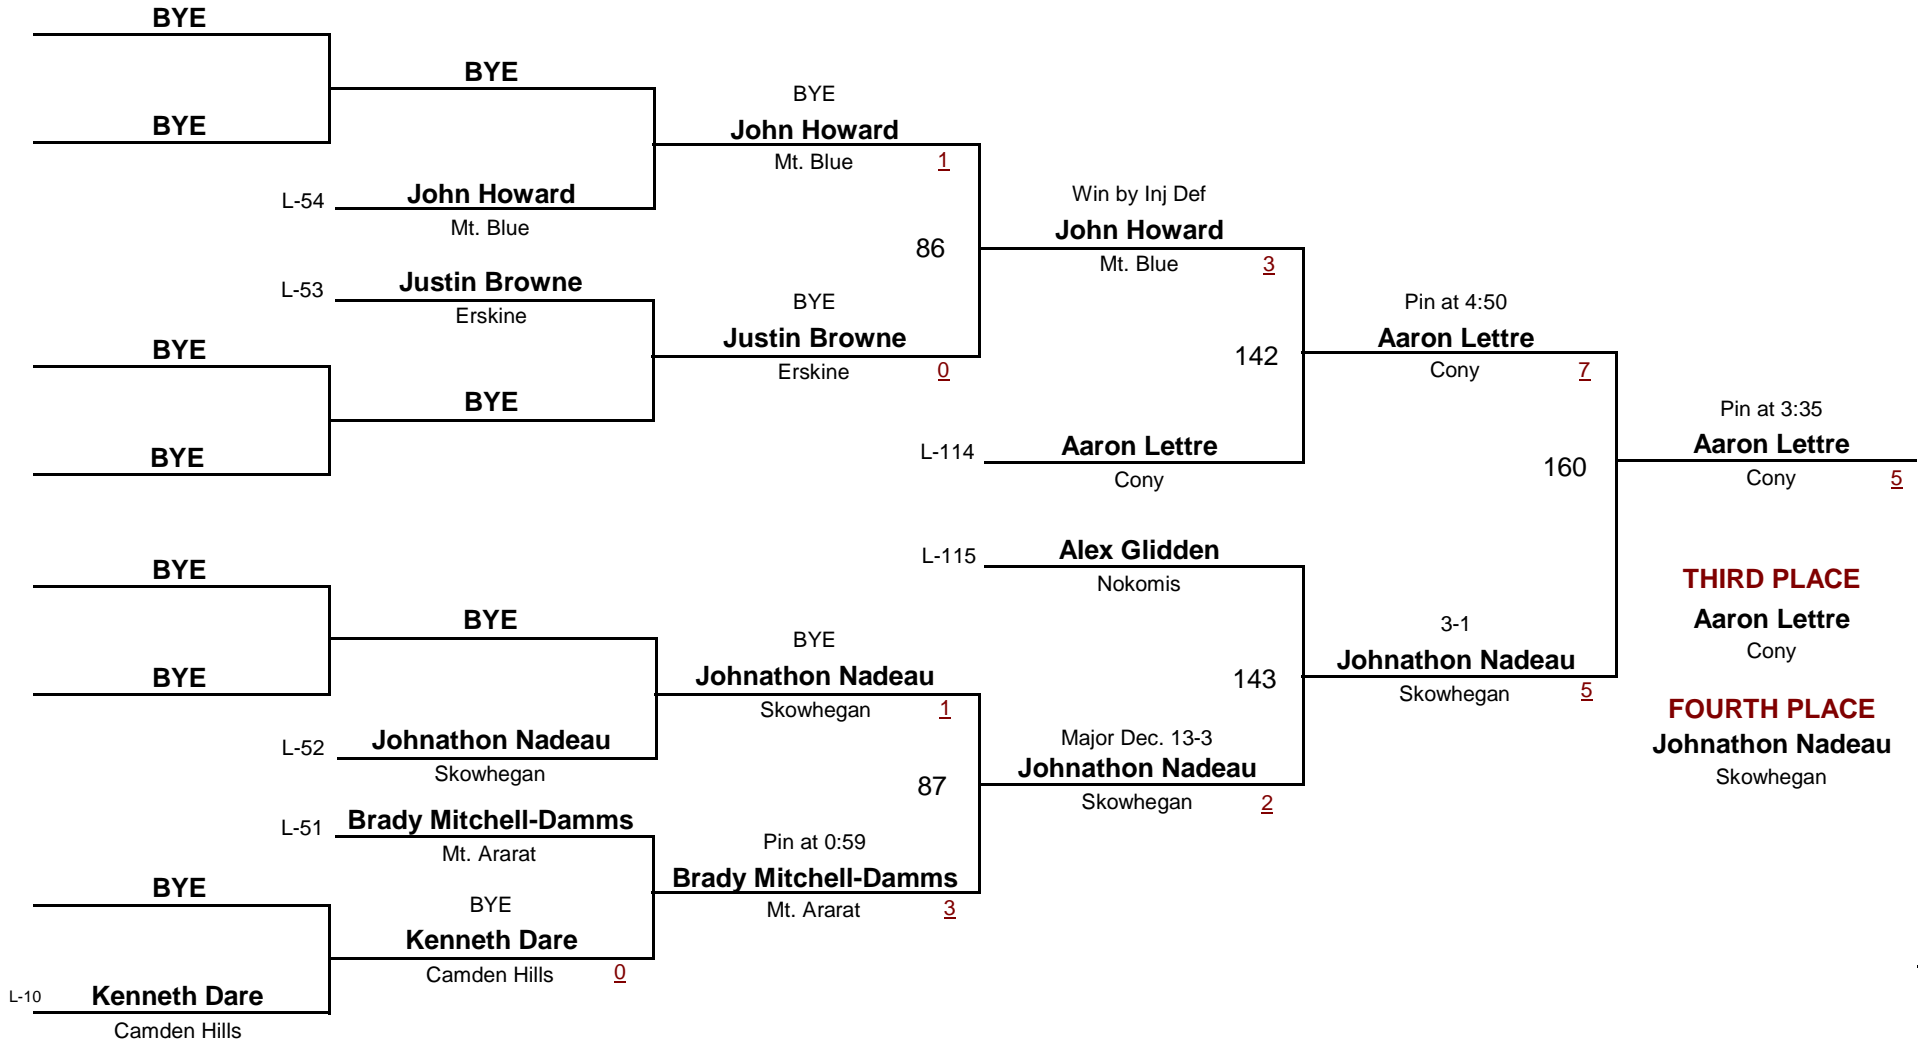 BYE
BYE
BYE
L-54
John Howard
Mt. Blue
BYE
John Howard
Mt. Blue
1
L-53
Justin Browne
Erskine
BYE
BYE
BYE
BYE
Justin Browne
Erskine
0
86
Win by Inj Def
John Howard
Mt. Blue
3
L-114
Aaron Lettre
Cony
142
Pin at 4:50
Aaron Lettre
Cony
7
BYE
BYE
BYE
L-52
Johnathon Nadeau
Skowhegan
BYE
Johnathon Nadeau
Skowhegan
1
L-51
Brady Mitchell-Damms
Mt. Ararat
BYE
L-10
Kenneth Dare
Camden Hills
BYE
Kenneth Dare
Camden Hills
0
Pin at 0:59
Brady Mitchell-Damms
Mt. Ararat
3
87
L-115
Alex Glidden
Nokomis
Major Dec. 13-3
Johnathon Nadeau
Skowhegan
2
143
3-1
Johnathon Nadeau
Skowhegan
5
160
Pin at 3:35
Aaron Lettre
Cony
5
THIRD PLACE
Aaron Lettre
Cony
FOURTH PLACE
Johnathon Nadeau
Skowhegan